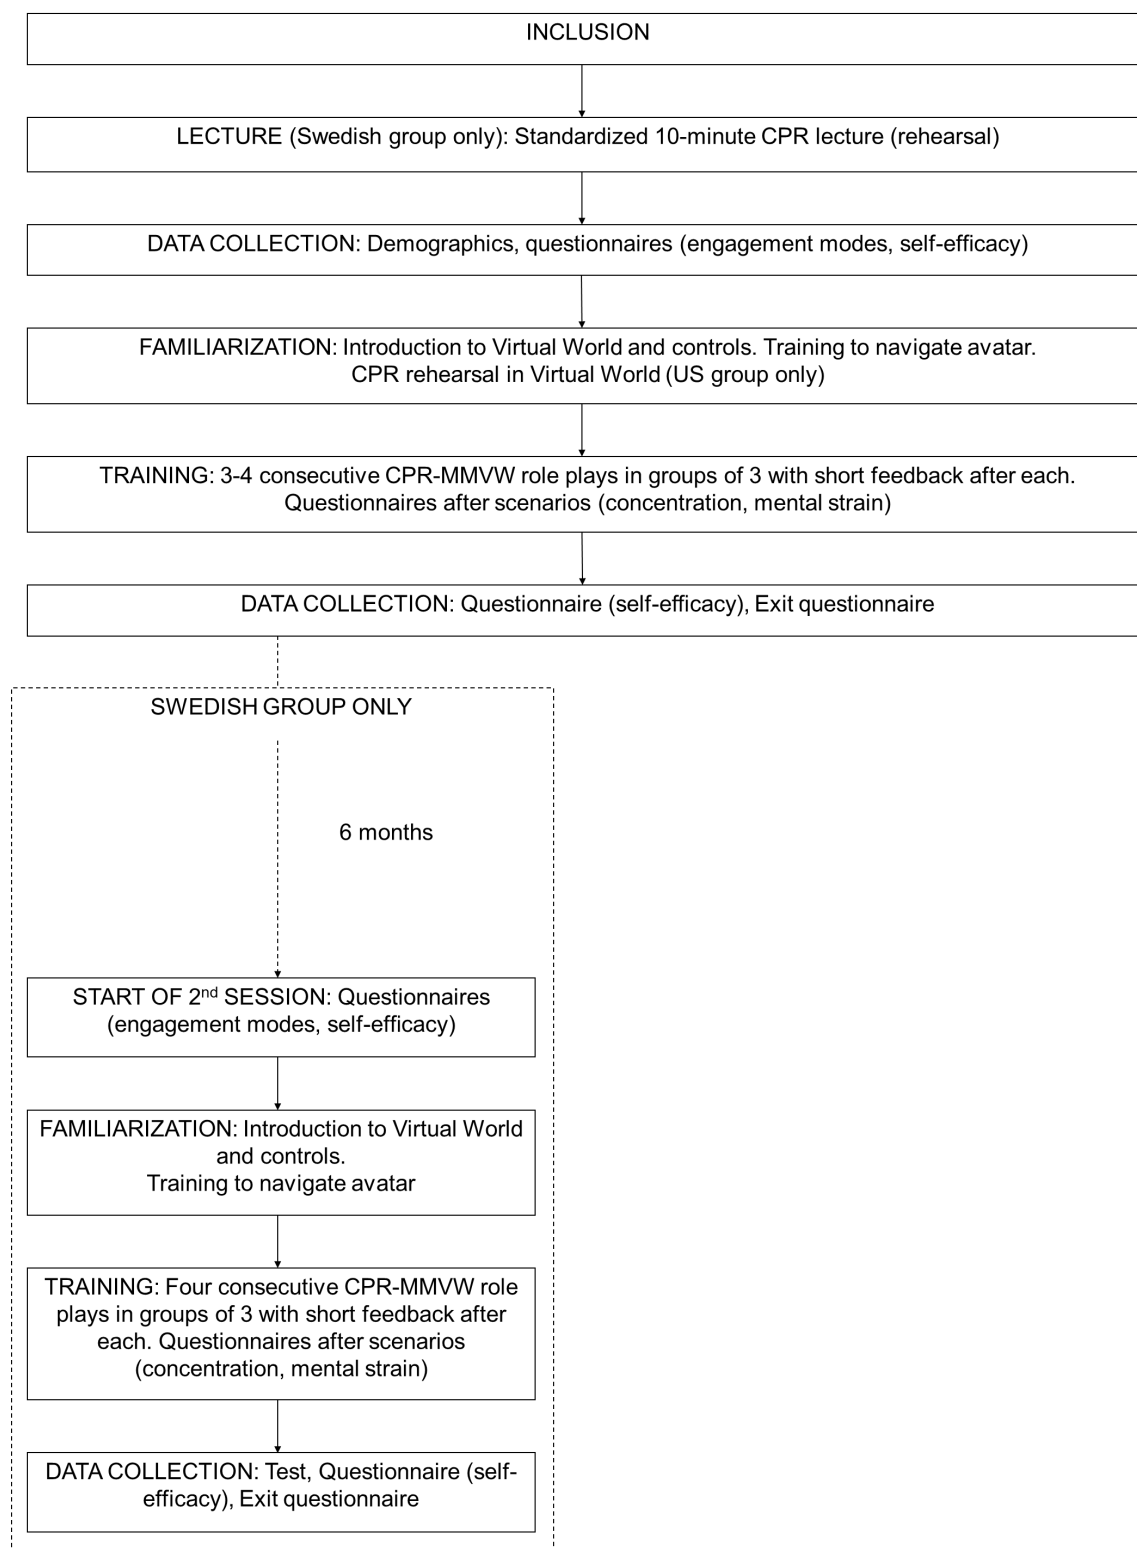 INCLUSION
LECTURE (Swedish group only): Standardized 10-minute CPR lecture (rehearsal)
DATA COLLECTION: Demographics, questionnaires (engagement modes, self-efficacy)
FAMILIARIZATION: Introduction to Virtual World and controls. Training to navigate avatar.
CPR rehearsal in Virtual World (US group only)
TRAINING: 3-4 consecutive CPR-MMVW role plays in groups of 3 with short feedback after each.
Questionnaires after scenarios (concentration, mental strain)
DATA COLLECTION: Questionnaire (self-efficacy), Exit questionnaire
SWEDISH GROUP ONLY
6 months
START OF 2nd SESSION: Questionnaires
(engagement modes, self-efficacy)
FAMILIARIZATION: Introduction to Virtual World
and controls.
Training to navigate avatar
TRAINING: Four consecutive CPR-MMVW role
plays in groups of 3 with short feedback after
each. Questionnaires after scenarios
(concentration, mental strain)
DATA COLLECTION: Test, Questionnaire (self-
efficacy), Exit questionnaire